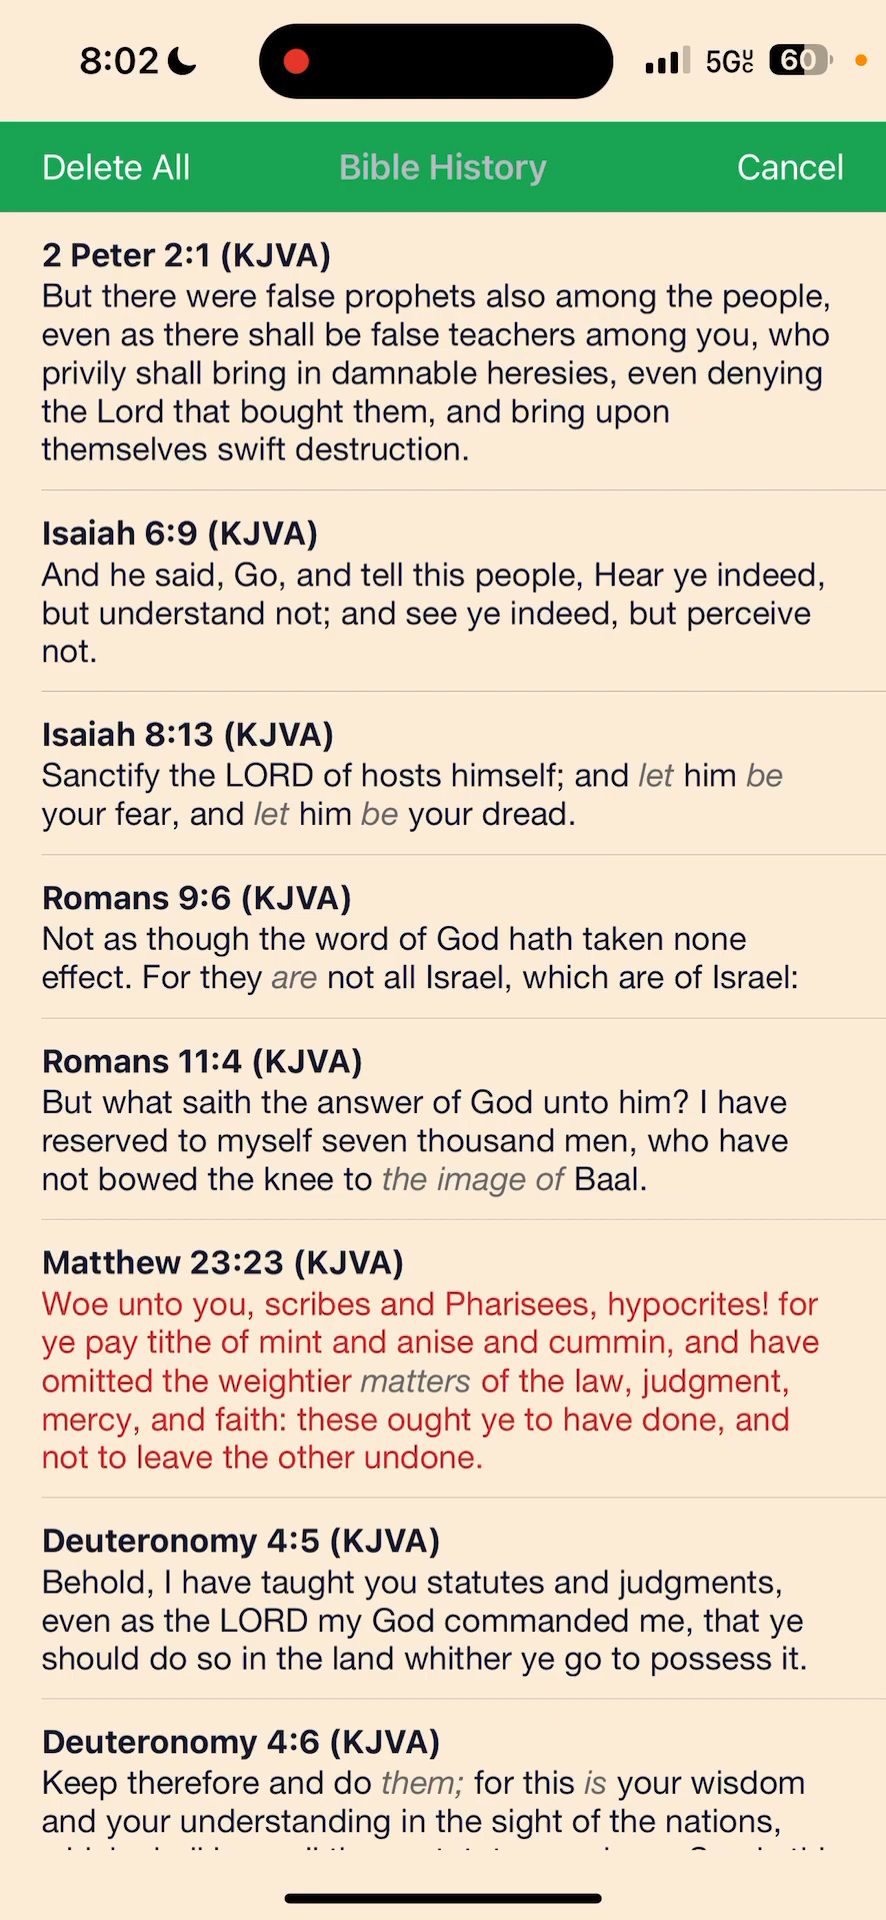 8:02
5GUC
60
Delete All
Bible History
Cancel
2 Peter 2:1 (KJVA)
But there were false prophets also among the people,
even as there shall be false teachers among you, who
privily shall bring in damnable heresies, even denying
the Lord that bought them, and bring upon
themselves swift destruction.
Isaiah 6:9 (KJVA)
And he said, Go, and tell this people, Hear ye indeed,
but understand not; and see ye indeed, but perceive
not.
Isaiah 8:13 (KJVA)
Sanctify the LORD of hosts himself; and let him be
your fear, and let him be your dread.
Romans 9:6 (KJVA)
Not as though the word of God hath taken none
effect. For they are not all Israel, which are of Israel:
Romans 11:4 (KJVA)
But what saith the answer of God unto him? I have
reserved to myself seven thousand men, who have
not bowed the knee to the image of Baal.
Matthew 23:23 (KJVA)
Woe unto you, scribes and Pharisees, hypocrites! for
ye pay tithe of mint and anise and cummin, and have
omitted the weightier matters of the law, judgment,
mercy, and faith: these ought ye to have done, and
not to leave the other undone.
Deuteronomy 4:5 (KJVA)
Behold, I have taught you statutes and judgments,
even as the LORD my God commanded me, that ye
should do so in the land whither ye go to possess it.
Deuteronomy 4:6 (KJVA)
Keep therefore and do them; for this is your wisdom
and your understanding in the sight of the nations,